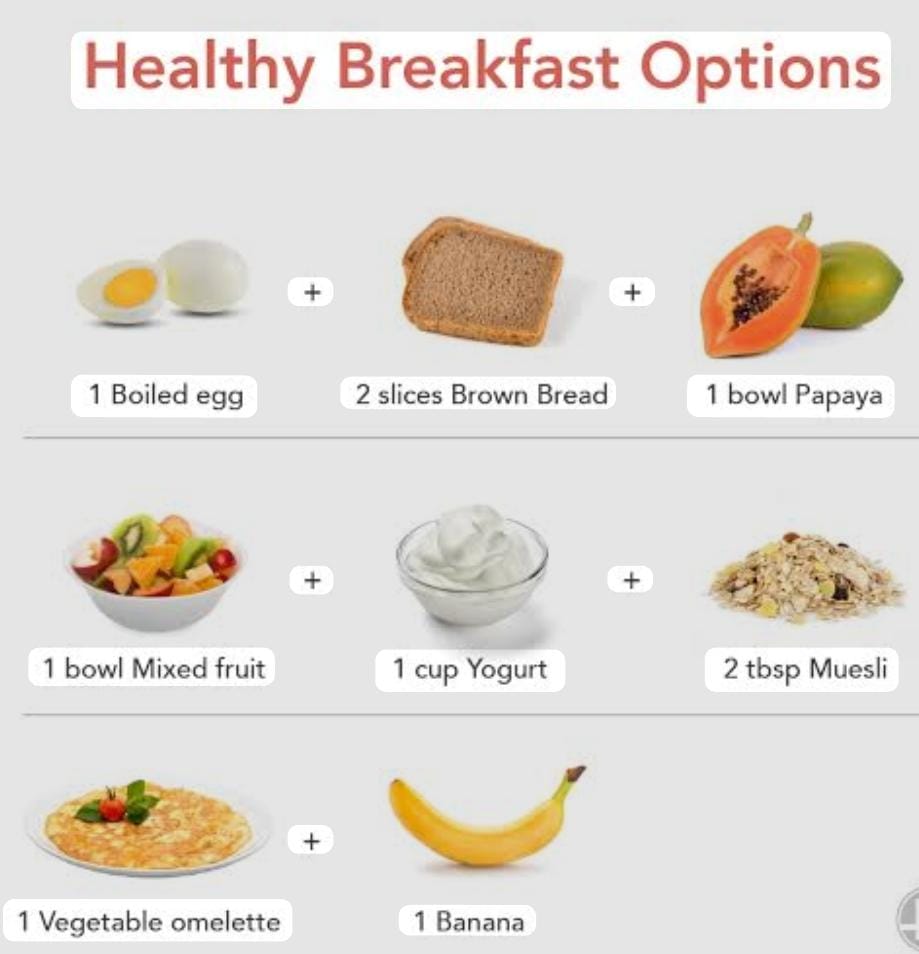 Healthy Breakfast Options
+
+
1 Boiled egg
2 slices Brown Bread
1 bowl Papaya
+
+
1 bowl Mixed fruit
1 cup Yogurt
2 tbsp Muesli
+
1 Vegetable omelette
1 Banana